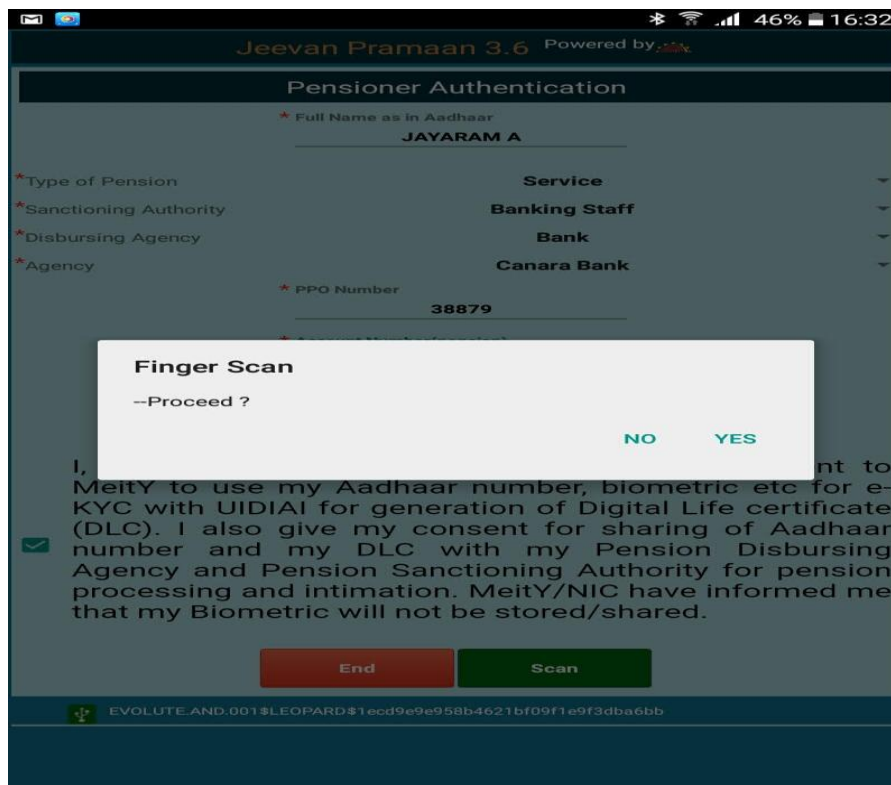 46% 16:32
Jeevan Pramaan 3.6 Powered by
Pensioner Authentication
* Full Name as in Aadhaar
JAYARAM A
*Type of Pension Service
*Sanctioning Authority Banking Staff
*Disbursing Agency Bank
*Agency Canara Bank
* PPO Number
38879
* Account Number(pension)
Finger Scan
--Proceed ?
NO YES
I, nt to
MeitY to use my Aadhaar number, biometric etc for e-
KYC with UIDIAI for generation of Digital Life certificate
(DLC). I also give my consent for sharing of Aadhaar
number and my DLC with my Pension Disbursing
Agency and Pension Sanctioning Authority for pension
processing and intimation. MeitY/NIC have informed me
that my Biometric will not be stored/shared.
End Scan
EVOLUTE.AND.001$LEOPARD$1ecd9e9e958b4621bf09f1e9f3dba6bb